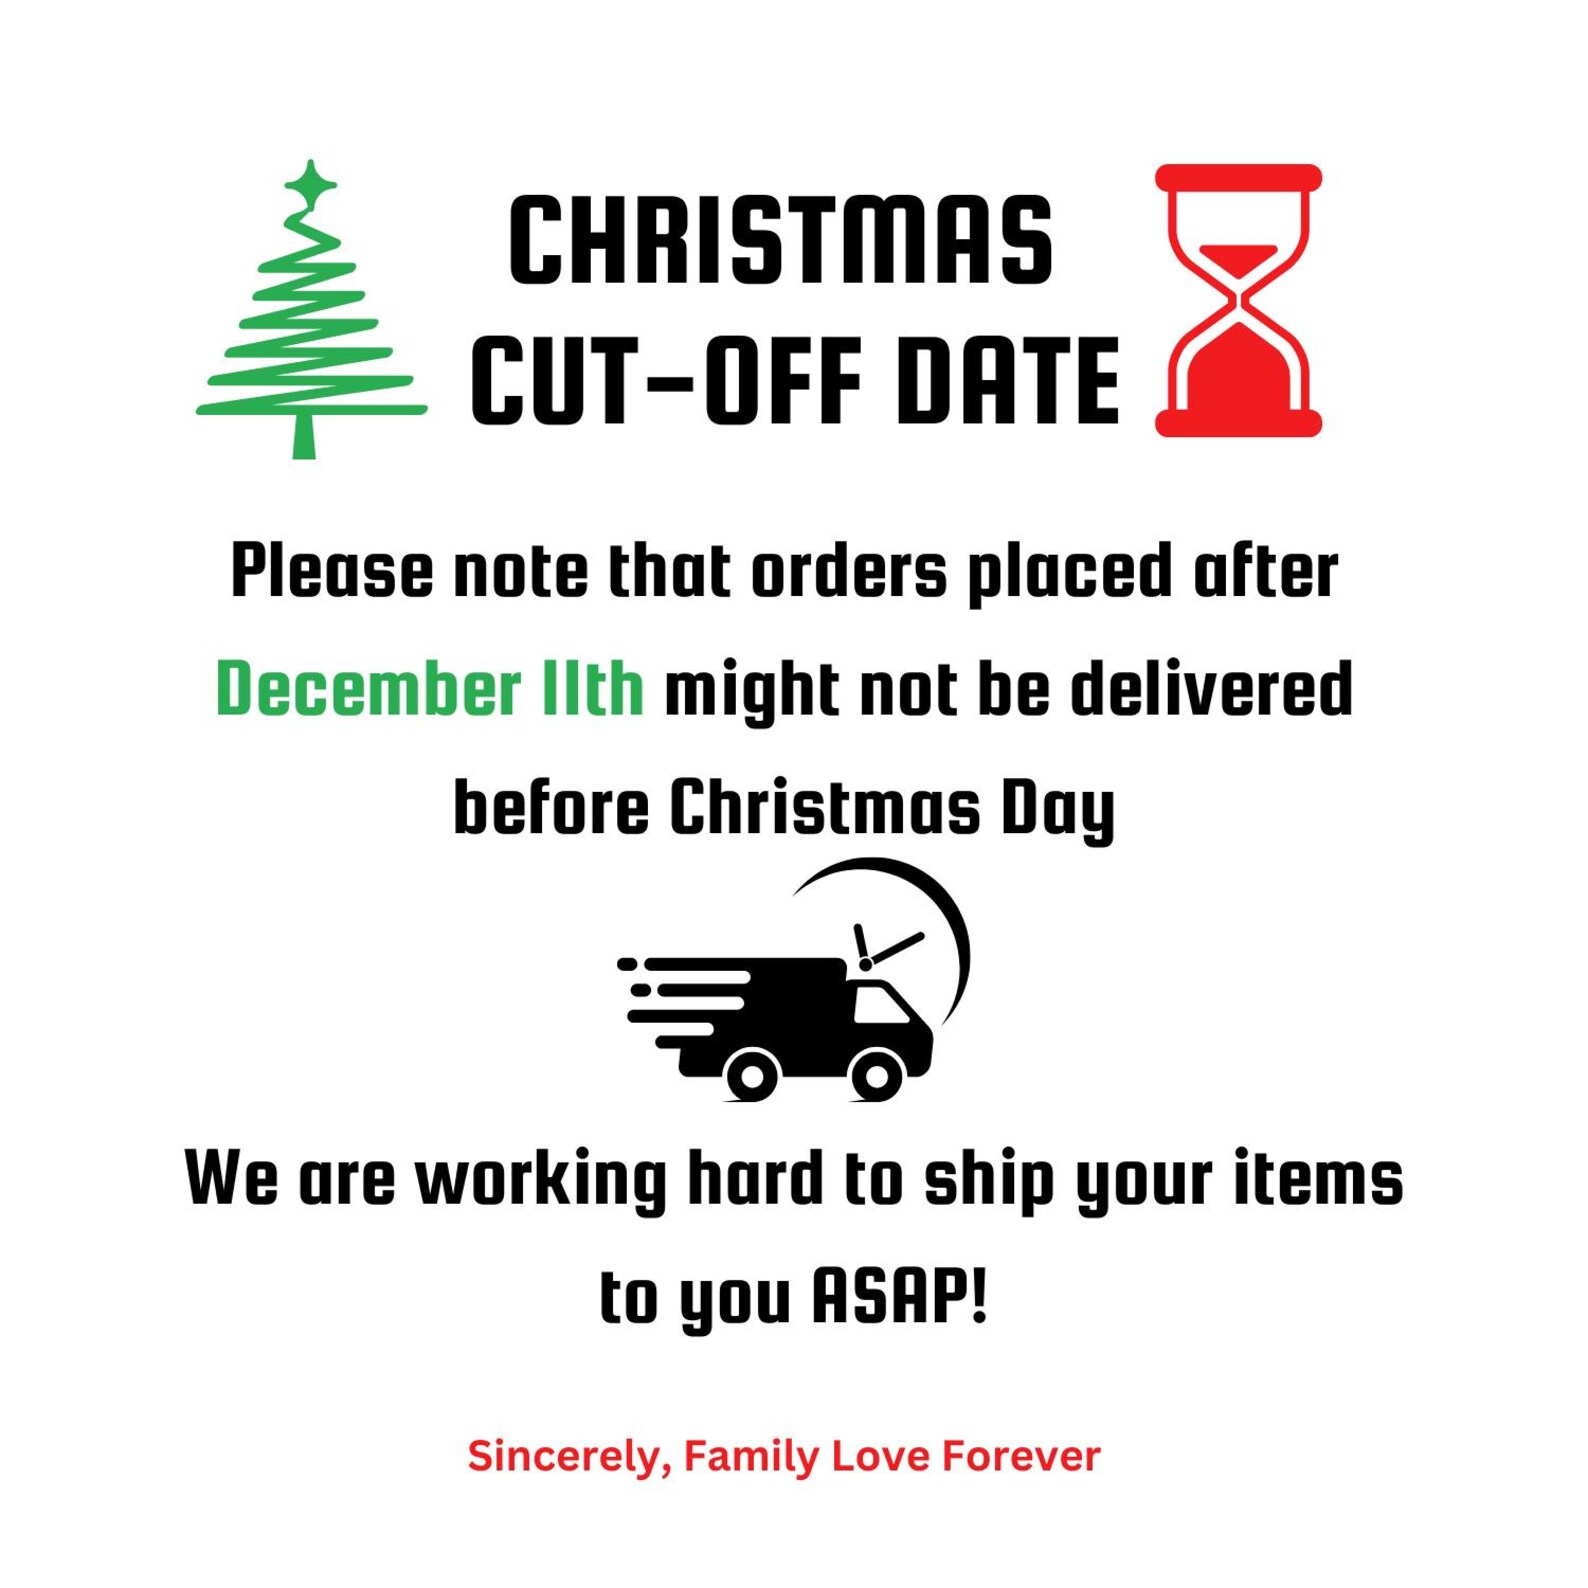 CHRISTMAS
CUT-OFF DATE
Please note that orders placed after
December 11th might not be delivered
before Christmas Day
We are working hard to ship your items
to you ASAP!
Sincerely, Family Love Forever